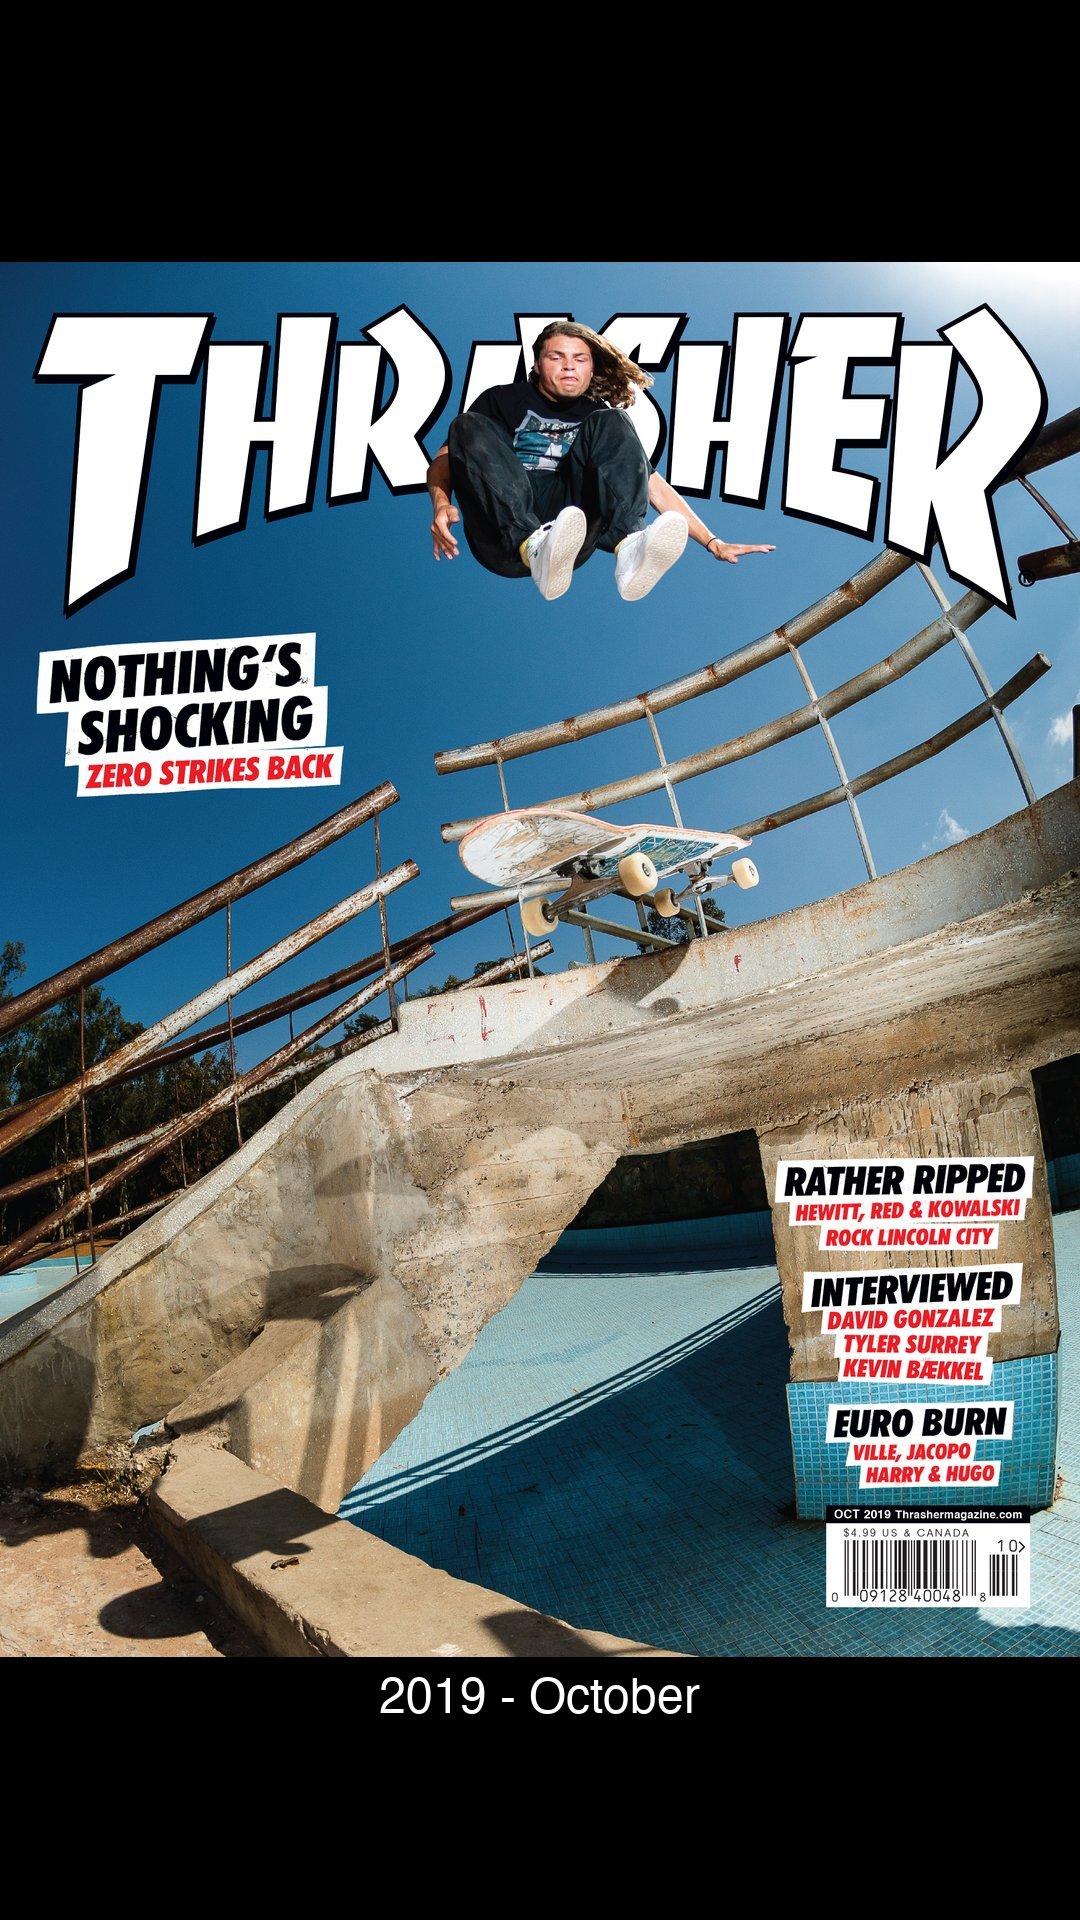 THRASHER
®
NOTHING'S
SHOCKING
ZERO STRIKES BACK
RATHER RIPPED
HEWITT, RED & KOWALSKI
ROCK LINCOLN CITY
INTERVIEWED
DAVID GONZALEZ
TYLER SURREY
KEVIN BÆKKEL
EURO BURN
VILLE, JACOPO
HARRY & HUGO
OCT 2019 Thrashermagazine.com
$4.99 US & CANADA
10>
0 09128 40048 8
2019 - October